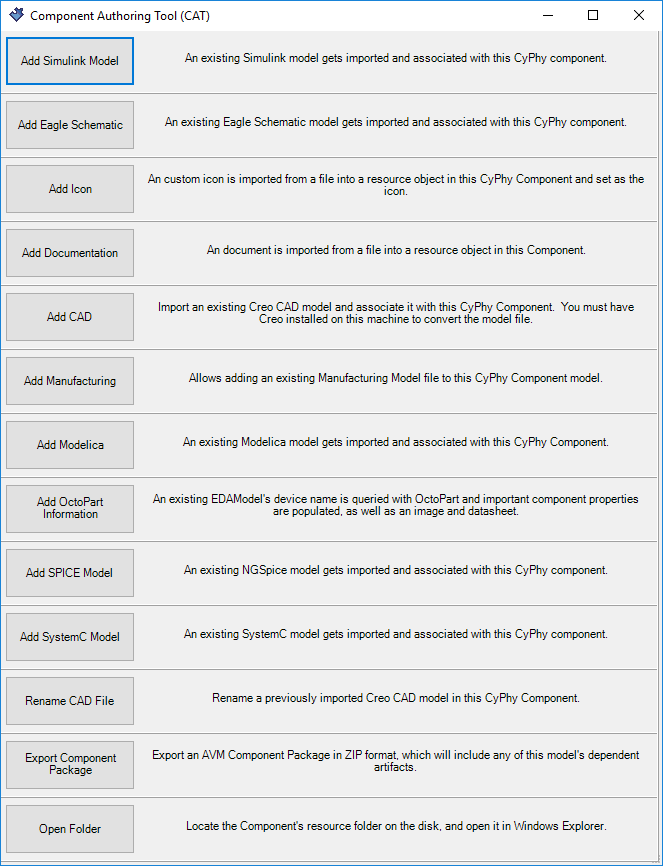 Component Authoring Tool (CAT)
Add Simulink Model
An existing Simulink model gets imported and associated with this CyPhy component.
Add Eagle Schematic
An existing Eagle Schematic model gets imported and associated with this CyPhy component.
Add Icon
An custom icon is imported from a file into a resource object in this CyPhy Component and set as the
icon.
Add Documentation
An document is imported from a file into a resource object in this Component.
Add CAD
Import an existing Creo CAD model and associate it with this CyPhy Component.  You must have
Creo installed on this machine to convert the model file.
Add Manufacturing
Allows adding an existing Manufacturing Model file to this CyPhy Component model.
Add Modelica
An existing Modelica model gets imported and associated with this CyPhy Component.
Add OctoPart
Information
An existing EDAModel's device name is queried with OctoPart and important component properties
are populated, as well as an image and datasheet.
Add SPICE Model
An existing NGSpice model gets imported and associated with this CyPhy component.
Add SystemC Model
An existing SystemC model gets imported and associated with this CyPhy component.
Rename CAD File
Rename a previously imported Creo CAD model in this CyPhy Component.
Export Component
Package
Export an AVM Component Package in ZIP format, which will include any of this model's dependent
artifacts.
Open Folder
Locate the Component's resource folder on the disk, and open it in Windows Explorer.